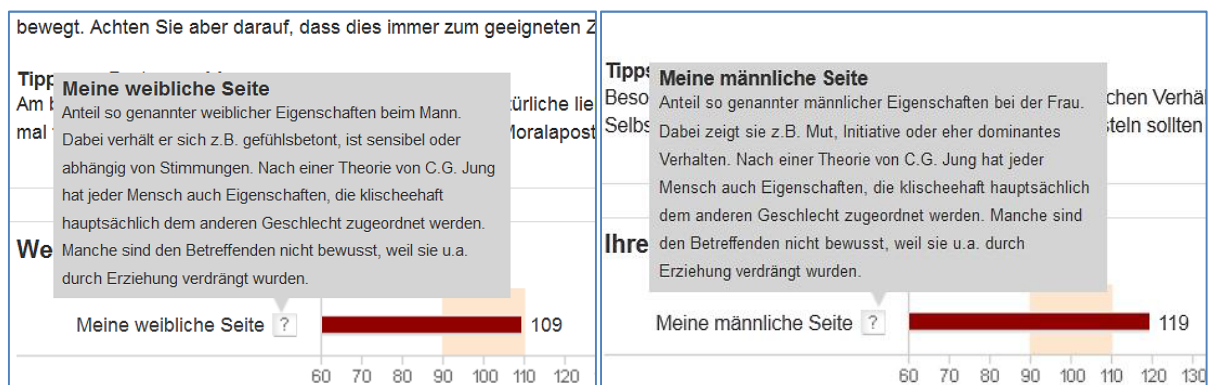 bewegt. Achten Sie aber darauf, dass dies immer zum geeigneten Z
Tipp
Am
türliche lie
mal
Moralapost
Meine weibliche Seite
Anteil so genannter weiblicher Eigenschaften beim Mann.
Dabei verhält er sich z.B. gefühlsbetont, ist sensibel oder
abhängig von Stimmungen. Nach einer Theorie von C.G. Jung
hat jeder Mensch auch Eigenschaften, die klischeehaft
hauptsächlich dem anderen Geschlecht zugeordnet werden.
Manche sind den Betreffenden nicht bewusst, weil sie u.a.
durch Erziehung verdrängt wurden.
We
Meine weibliche Seite ? 109
60 70 80 90 100 110 120
Tipps
Beso
chen Verhäl
Selbs
steln sollten
Meine männliche Seite
Anteil so genannter männlicher Eigenschaften bei der Frau.
Dabei zeigt sie z.B. Mut, Initiative oder eher dominantes
Verhalten. Nach einer Theorie von C.G. Jung hat jeder
Mensch auch Eigenschaften, die klischeehaft hauptsächlich
dem anderen Geschlecht zugeordnet werden. Manche sind
den Betreffenden nicht bewusst, weil sie u.a. durch
Erziehung verdrängt wurden.
Ihre
Meine männliche Seite ? 119
60 70 80 90 100 110 120 130